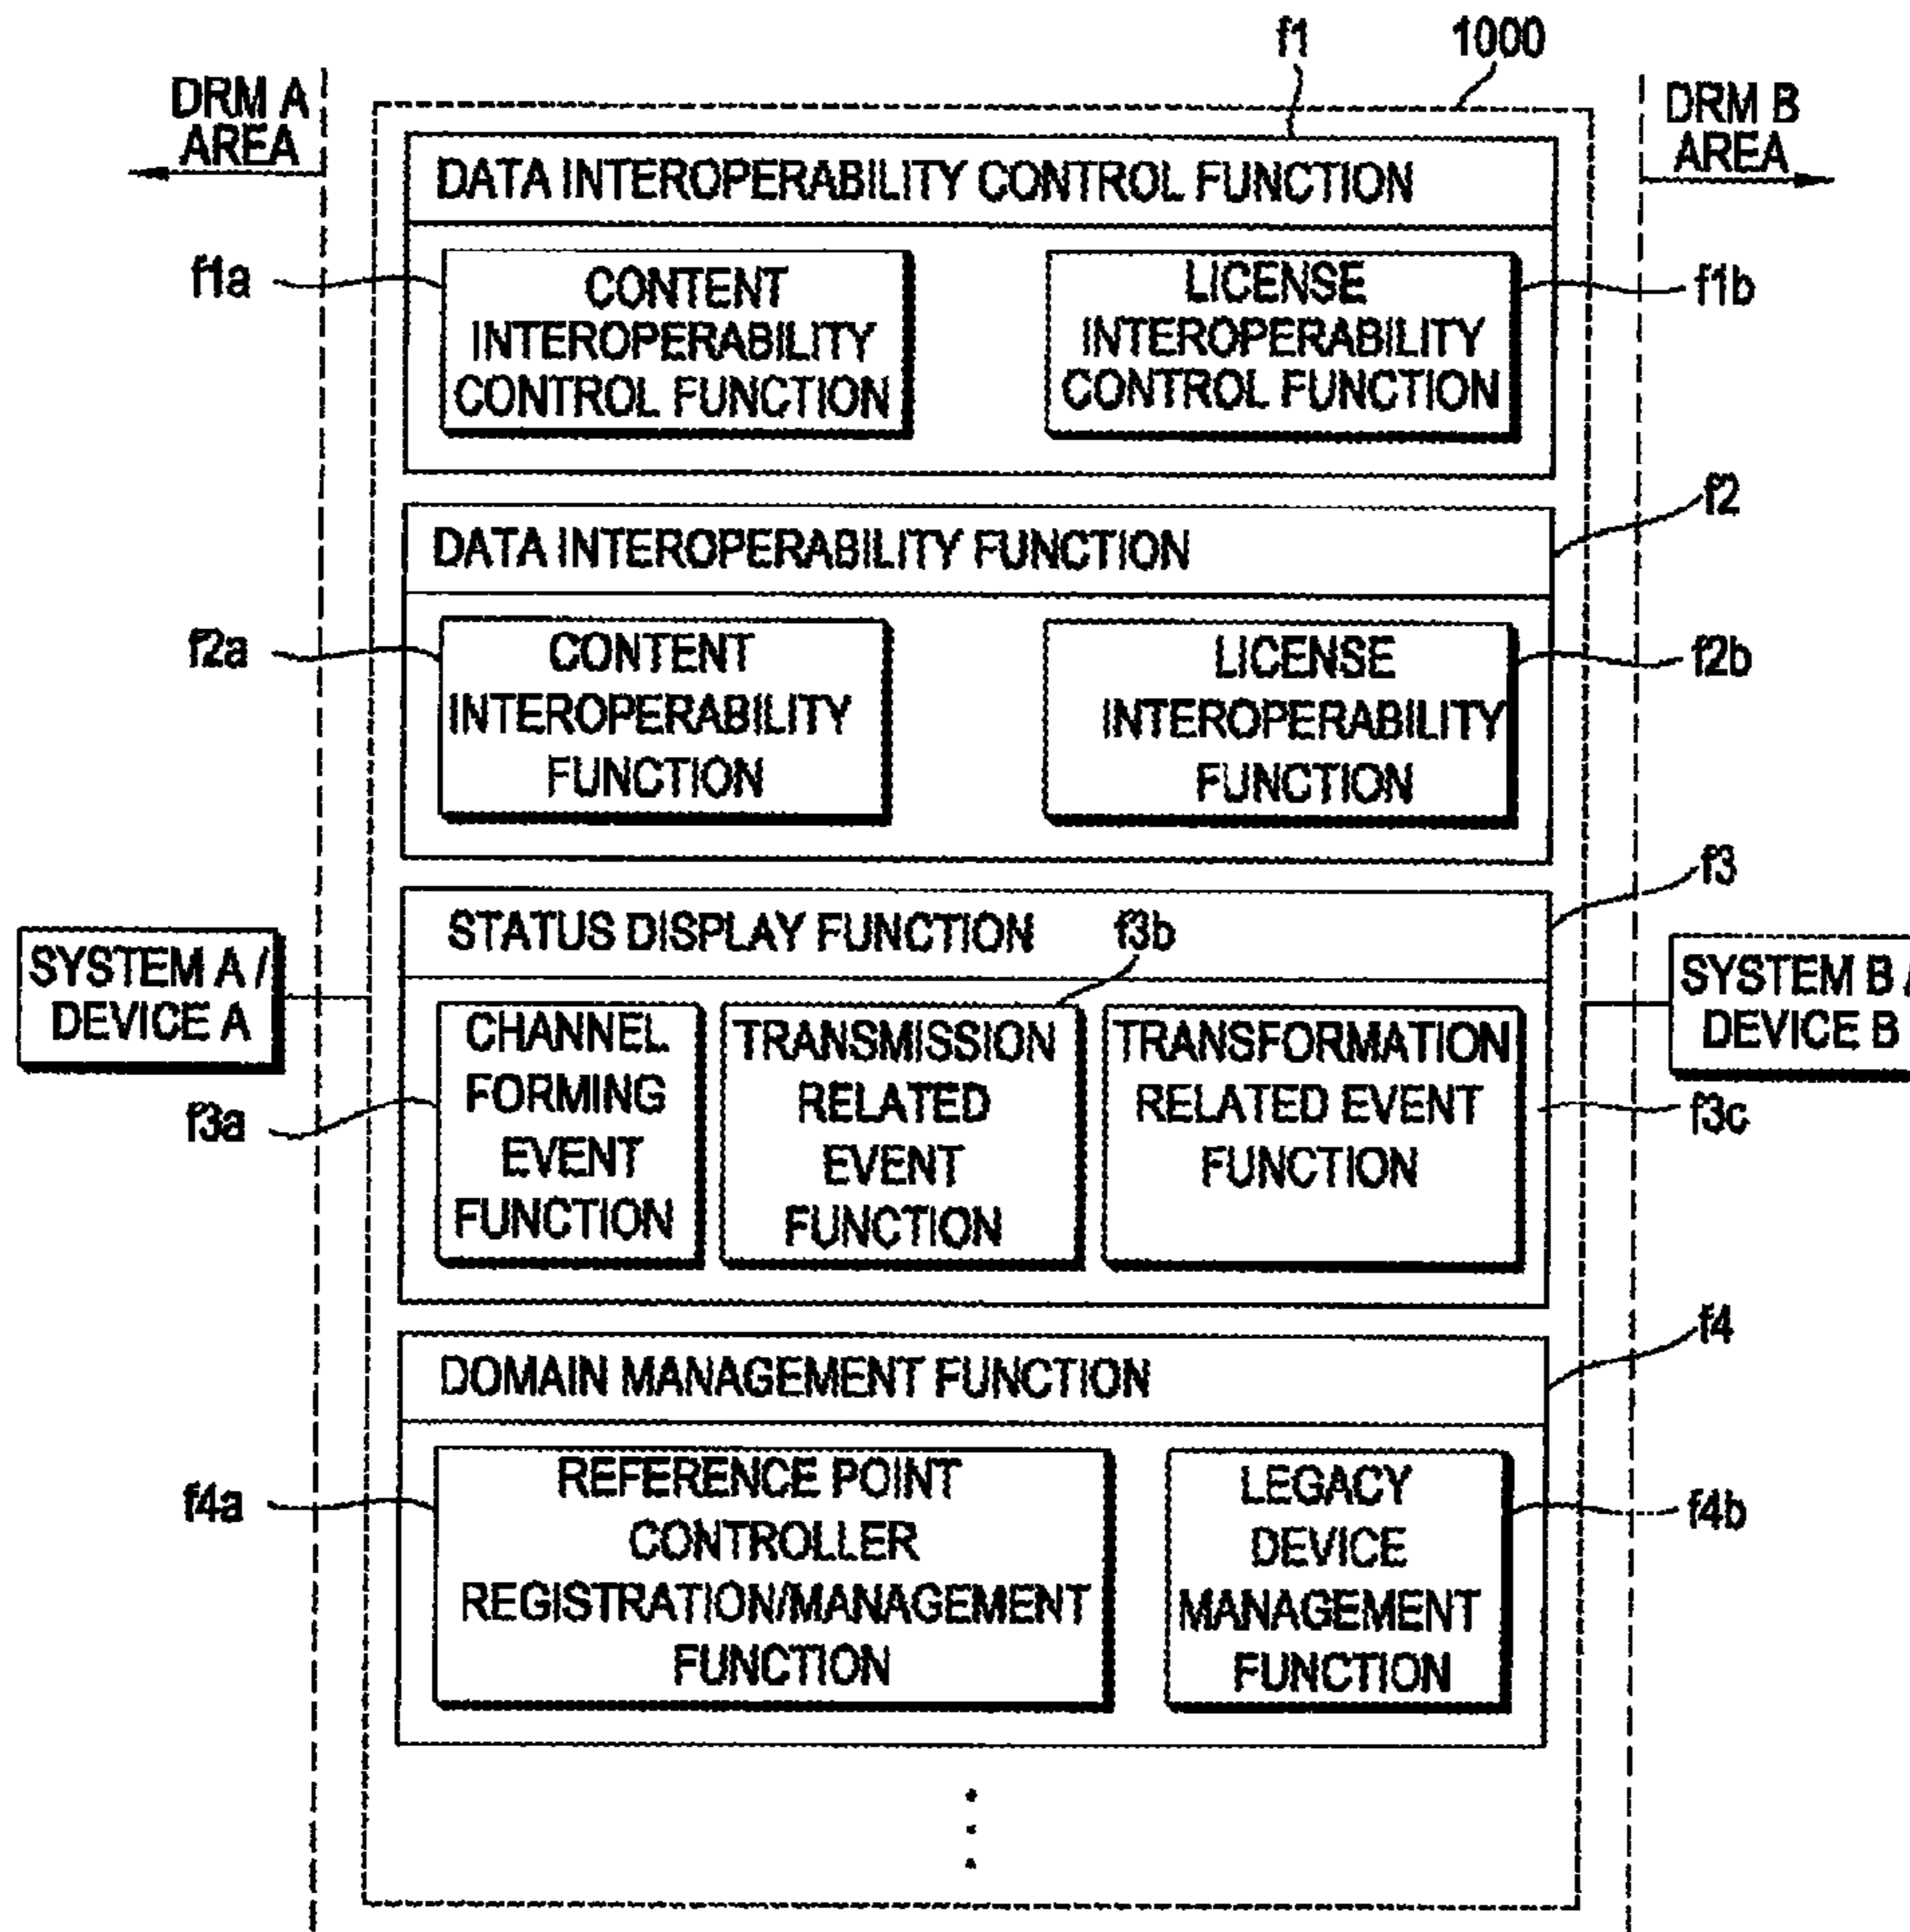 f1
1000
DRM A
AREA
DRM B
AREA
DATA INTEROPERABILITY CONTROL FUNCTION
f1a
CONTENT
INTEROPERABILITY
CONTROL FUNCTION
LICENSE
INTEROPERABILITY
CONTROL FUNCTION
f1b
f2
DATA INTEROPERABILITY FUNCTION
f2a
CONTENT
INTEROPERABILITY
FUNCTION
LICENSE
INTEROPERABILITY
FUNCTION
f2b
f3
STATUS DISPLAY FUNCTION
f3b
SYSTEM A /
DEVICE A
SYSTEM B /
DEVICE B
f3a
CHANNEL
FORMING
EVENT
FUNCTION
TRANSMISSION
RELATED
EVENT
FUNCTION
TRANSFORMATION
RELATED EVENT
FUNCTION
f3c
f4
DOMAIN MANAGEMENT FUNCTION
f4a
REFERENCE POINT
CONTROLLER
REGISTRATION/MANAGEMENT
FUNCTION
LEGACY
DEVICE
MANAGEMENT
FUNCTION
f4b